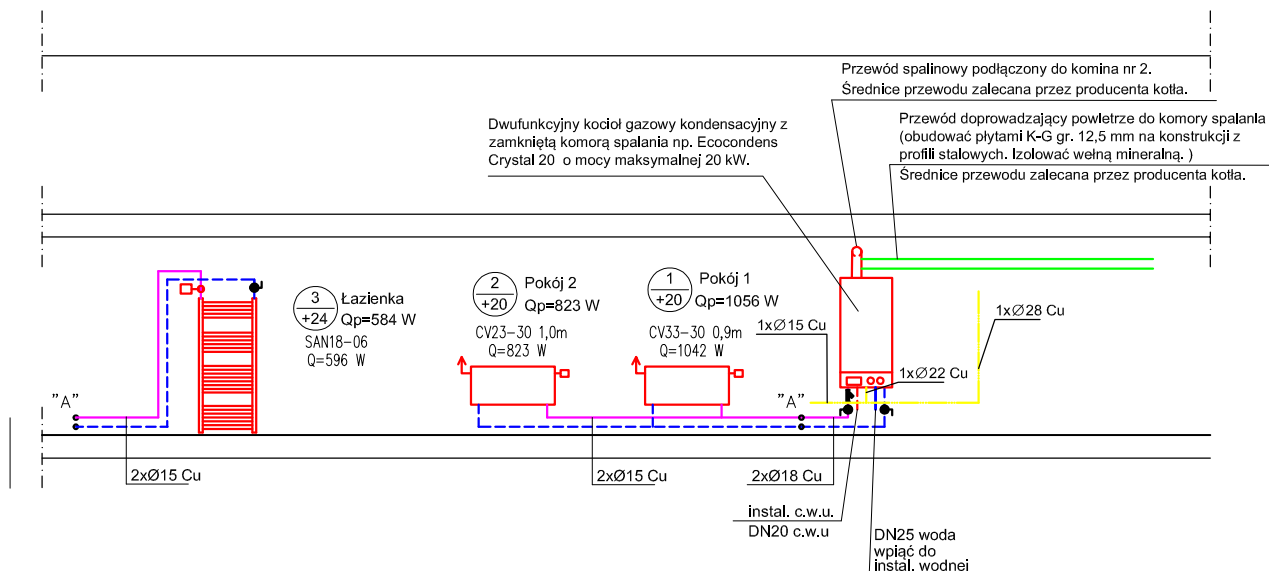 Przewód spalinowy podłączony do komina nr 2.
Średnice przewodu zalecana przez producenta kotła.
Przewód doprowadzający powietrze do komory spalania
(obudować płytami K-G gr. 12,5 mm na konstrukcji z
profili stalowych. Izolować wełną mineralną. )
Średnice przewodu zalecana przez producenta kotła.
Dwufunkcyjny kocioł gazowy kondensacyjny z
zamkniętą komorą spalania np. Ecocondens
Crystal 20 o mocy maksymalnej 20 kW.
3
+24
Łazienka
Qp=584 W
SAN18-06
Q=596 W
2
+20
Pokój 2
Qp=823 W
CV23-30 1,0m
Q=823 W
1
+20
Pokój 1
Qp=1056 W
CV33-30 0,9m
Q=1042 W
1xØ15 Cu
1xØ28 Cu
1xØ22 Cu
"A"
"A"
2xØ15 Cu
2xØ15 Cu
2xØ18 Cu
instal. c.w.u.
DN20 c.w.u
DN25 woda
wpiąć do
instal. wodnej